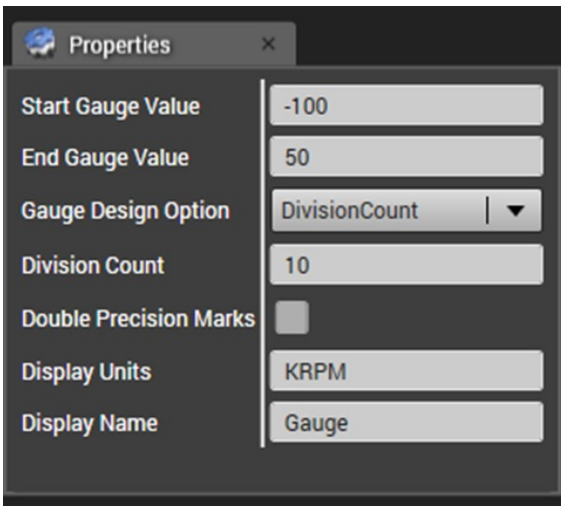 Properties ×
Start Gauge Value -100
End Gauge Value 50
Gauge Design Option DivisionCount
Division Count 10
Double Precision Marks
Display Units KRPM
Display Name Gauge